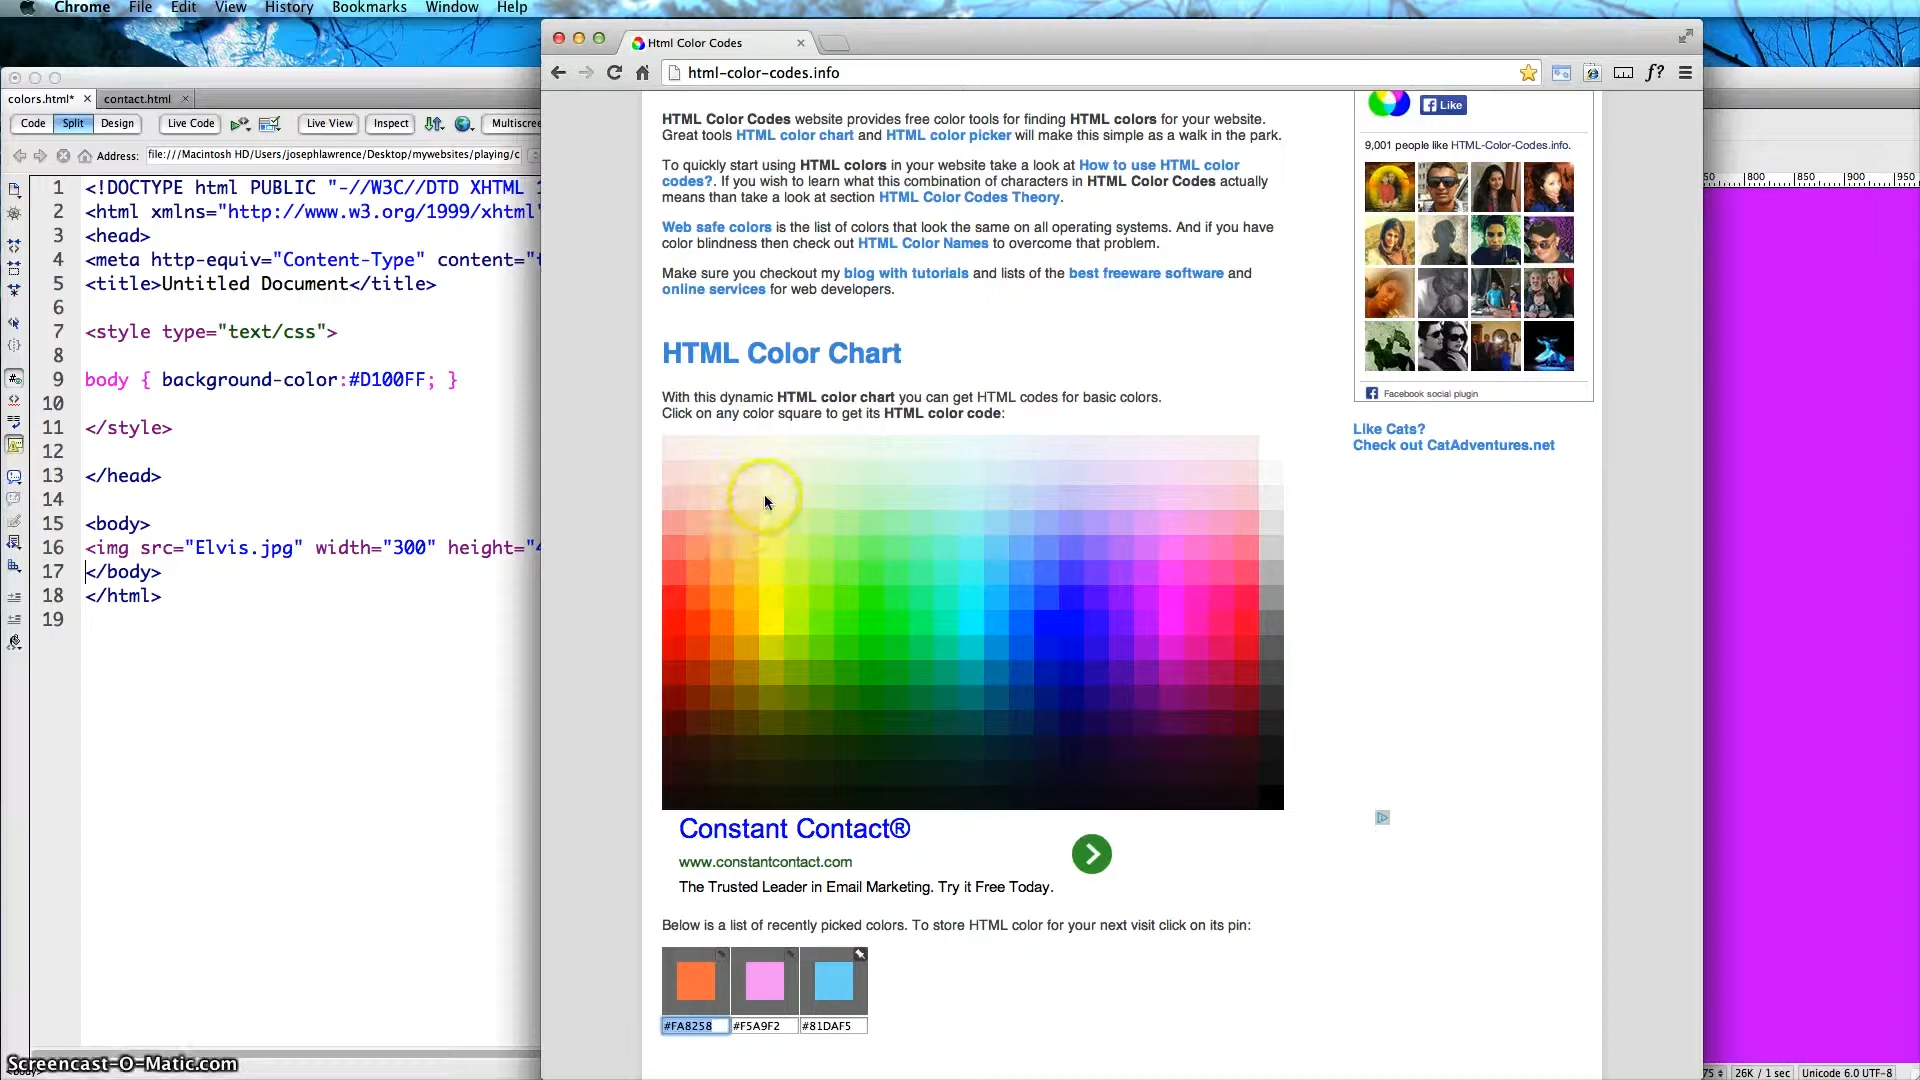 Chrome File Edit View History Bookmarks Window Help
Html Color Codes
html-color-codes.info
colors.html* contact.html
Code Split Design Live Code Live View Inspect Multiscre
Address: file:///Macintosh HD/Users/josephlawrence/Desktop/mywebsites/playing/c
1 <!DOCTYPE html PUBLIC "-//W3C//DTD XHTML
2 <html xmlns="http://www.w3.org/1999/xhtml"
3 <head>
4 <meta http-equiv="Content-Type" content="
5 <title>Untitled Document</title>
6
7 <style type="text/css">
8
9 body { background-color:#D100FF; }
10
11 </style>
12
13 </head>
14
15 <body>
16 <img src="Elvis.jpg" width="300" height="4
17 </body>
18 </html>
19
HTML Color Codes website provides free color tools for finding HTML colors for your website.
Great tools HTML color chart and HTML color picker will make this simple as a walk in the park.
To quickly start using HTML colors in your website take a look at How to use HTML color
codes?. If you wish to learn what this combination of characters in HTML Color Codes actually
means than take a look at section HTML Color Codes Theory.
Web safe colors is the list of colors that look the same on all operating systems. And if you have
color blindness then check out HTML Color Names to overcome that problem.
Make sure you checkout my blog with tutorials and lists of the best freeware software and
online services for web developers.
HTML Color Chart
With this dynamic HTML color chart you can get HTML codes for basic colors.
Click on any color square to get its HTML color code:
Constant Contact®
www.constantcontact.com
The Trusted Leader in Email Marketing. Try it Free Today.
Below is a list of recently picked colors. To store HTML color for your next visit click on its pin:
#FA8258 #F5A9F2 #81DAF5
Like
9,001 people like HTML-Color-Codes.info.
Facebook social plugin
Like Cats?
Check out CatAdventures.net
50 800 850 900 950
75 26K / 1 sec Unicode 6.0 UTF-8
Screencast-O-Matic.com